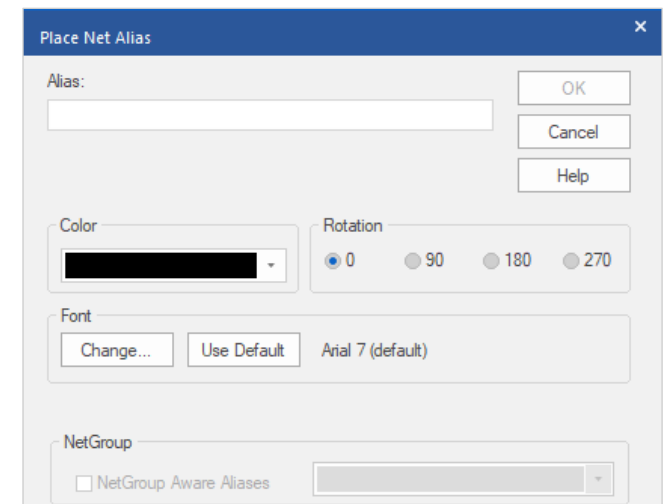 Place Net Alias
Alias:
OK
Cancel
Help
Color
Rotation
0 90 180 270
Font
Change... Use Default Arial 7 (default)
NetGroup
NetGroup Aware Aliases